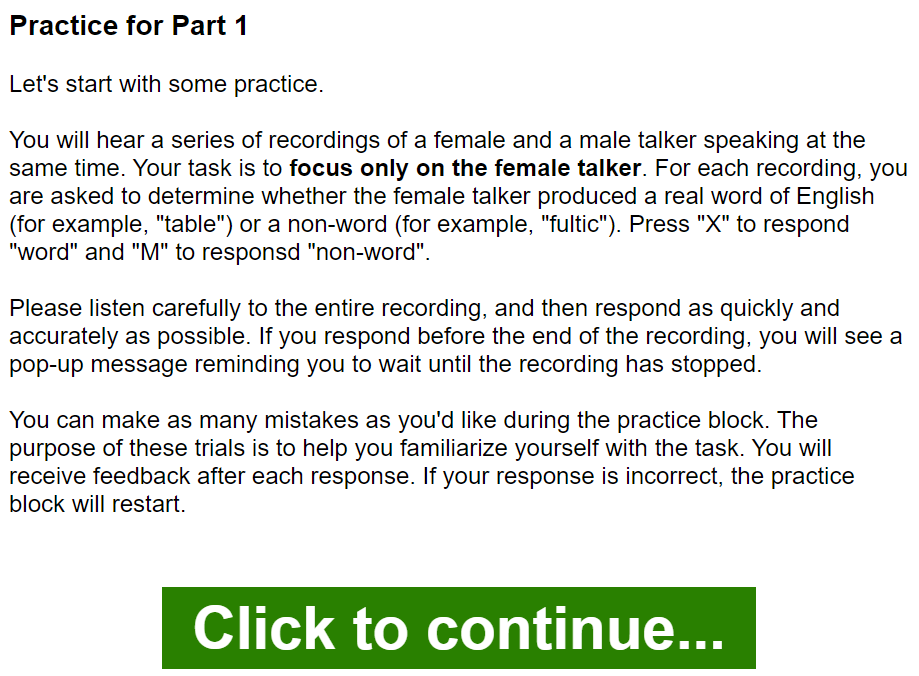 Practice for Part 1
Let's start with some practice.
You will hear a series of recordings of a female and a male talker speaking at the
same time. Your task is to focus only on the female talker. For each recording, you
are asked to determine whether the female talker produced a real word of English
(for example, "table") or a non-word (for example, "fultic"). Press "X" to respond
"word" and "M" to responsd "non-word".
Please listen carefully to the entire recording, and then respond as quickly and
accurately as possible. If you respond before the end of the recording, you will see a
pop-up message reminding you to wait until the recording has stopped.
You can make as many mistakes as you'd like during the practice block. The
purpose of these trials is to help you familiarize yourself with the task. You will
receive feedback after each response. If your response is incorrect, the practice
block will restart.
Click to continue...